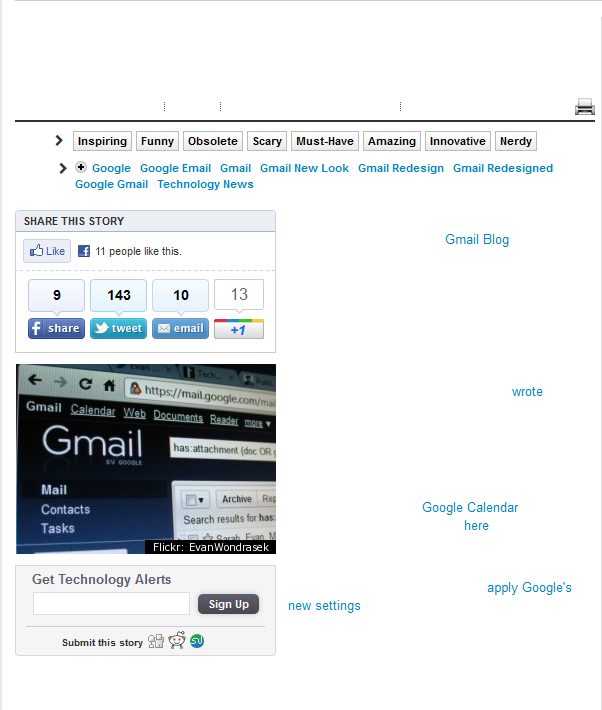 Inspiring Funny Obsolete Scary Must-Have Amazing Innovative Nerdy
Google Google Email Gmail Gmail New Look Gmail Redesign Gmail Redesigned
Google Gmail Technology News
SHARE THIS STORY
Like 11 people like this.
9 143 10 13
share tweet email +1
Gmail Blog
https://mail.google.com/mai
Gmail Calendar Web Documents Reader more ▾
Gmail
BY GOOGLE
has:attachment (doc OR
Mail
Contacts
Tasks
Archive Rep
Search results for has:
Flickr: EvanWondrasek
wrote
Google Calendar
here
apply Google's
new settings
Get Technology Alerts
Sign Up
Submit this story